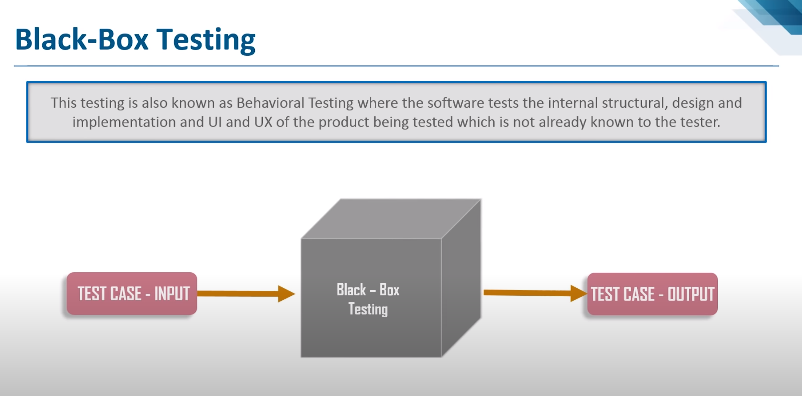 Black-Box Testing
This testing is also known as Behavioral Testing where the software tests the internal structural, design and
implementation and UI and UX of the product being tested which is not already known to the tester.
TEST CASE - INPUT
Black – Box
Testing
TEST CASE - OUTPUT